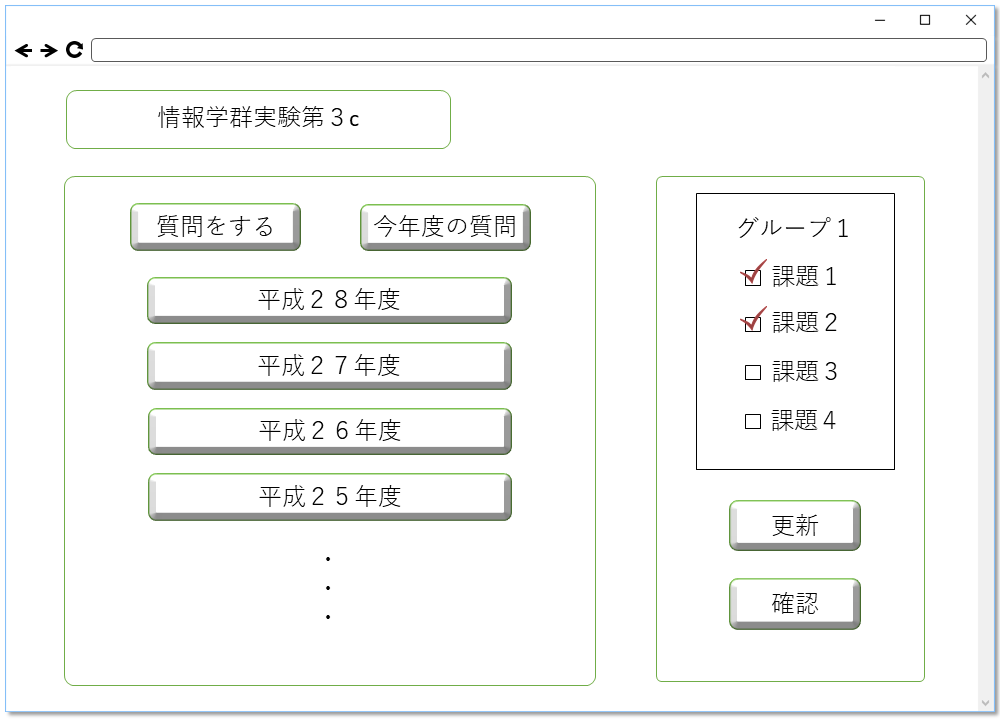 情報学群実験第３c
質問をする
今年度の質問
平成２８年度
平成２７年度
平成２６年度
平成２５年度
・
・
・
グループ１
課題１
課題２
課題３
課題４
更新
確認